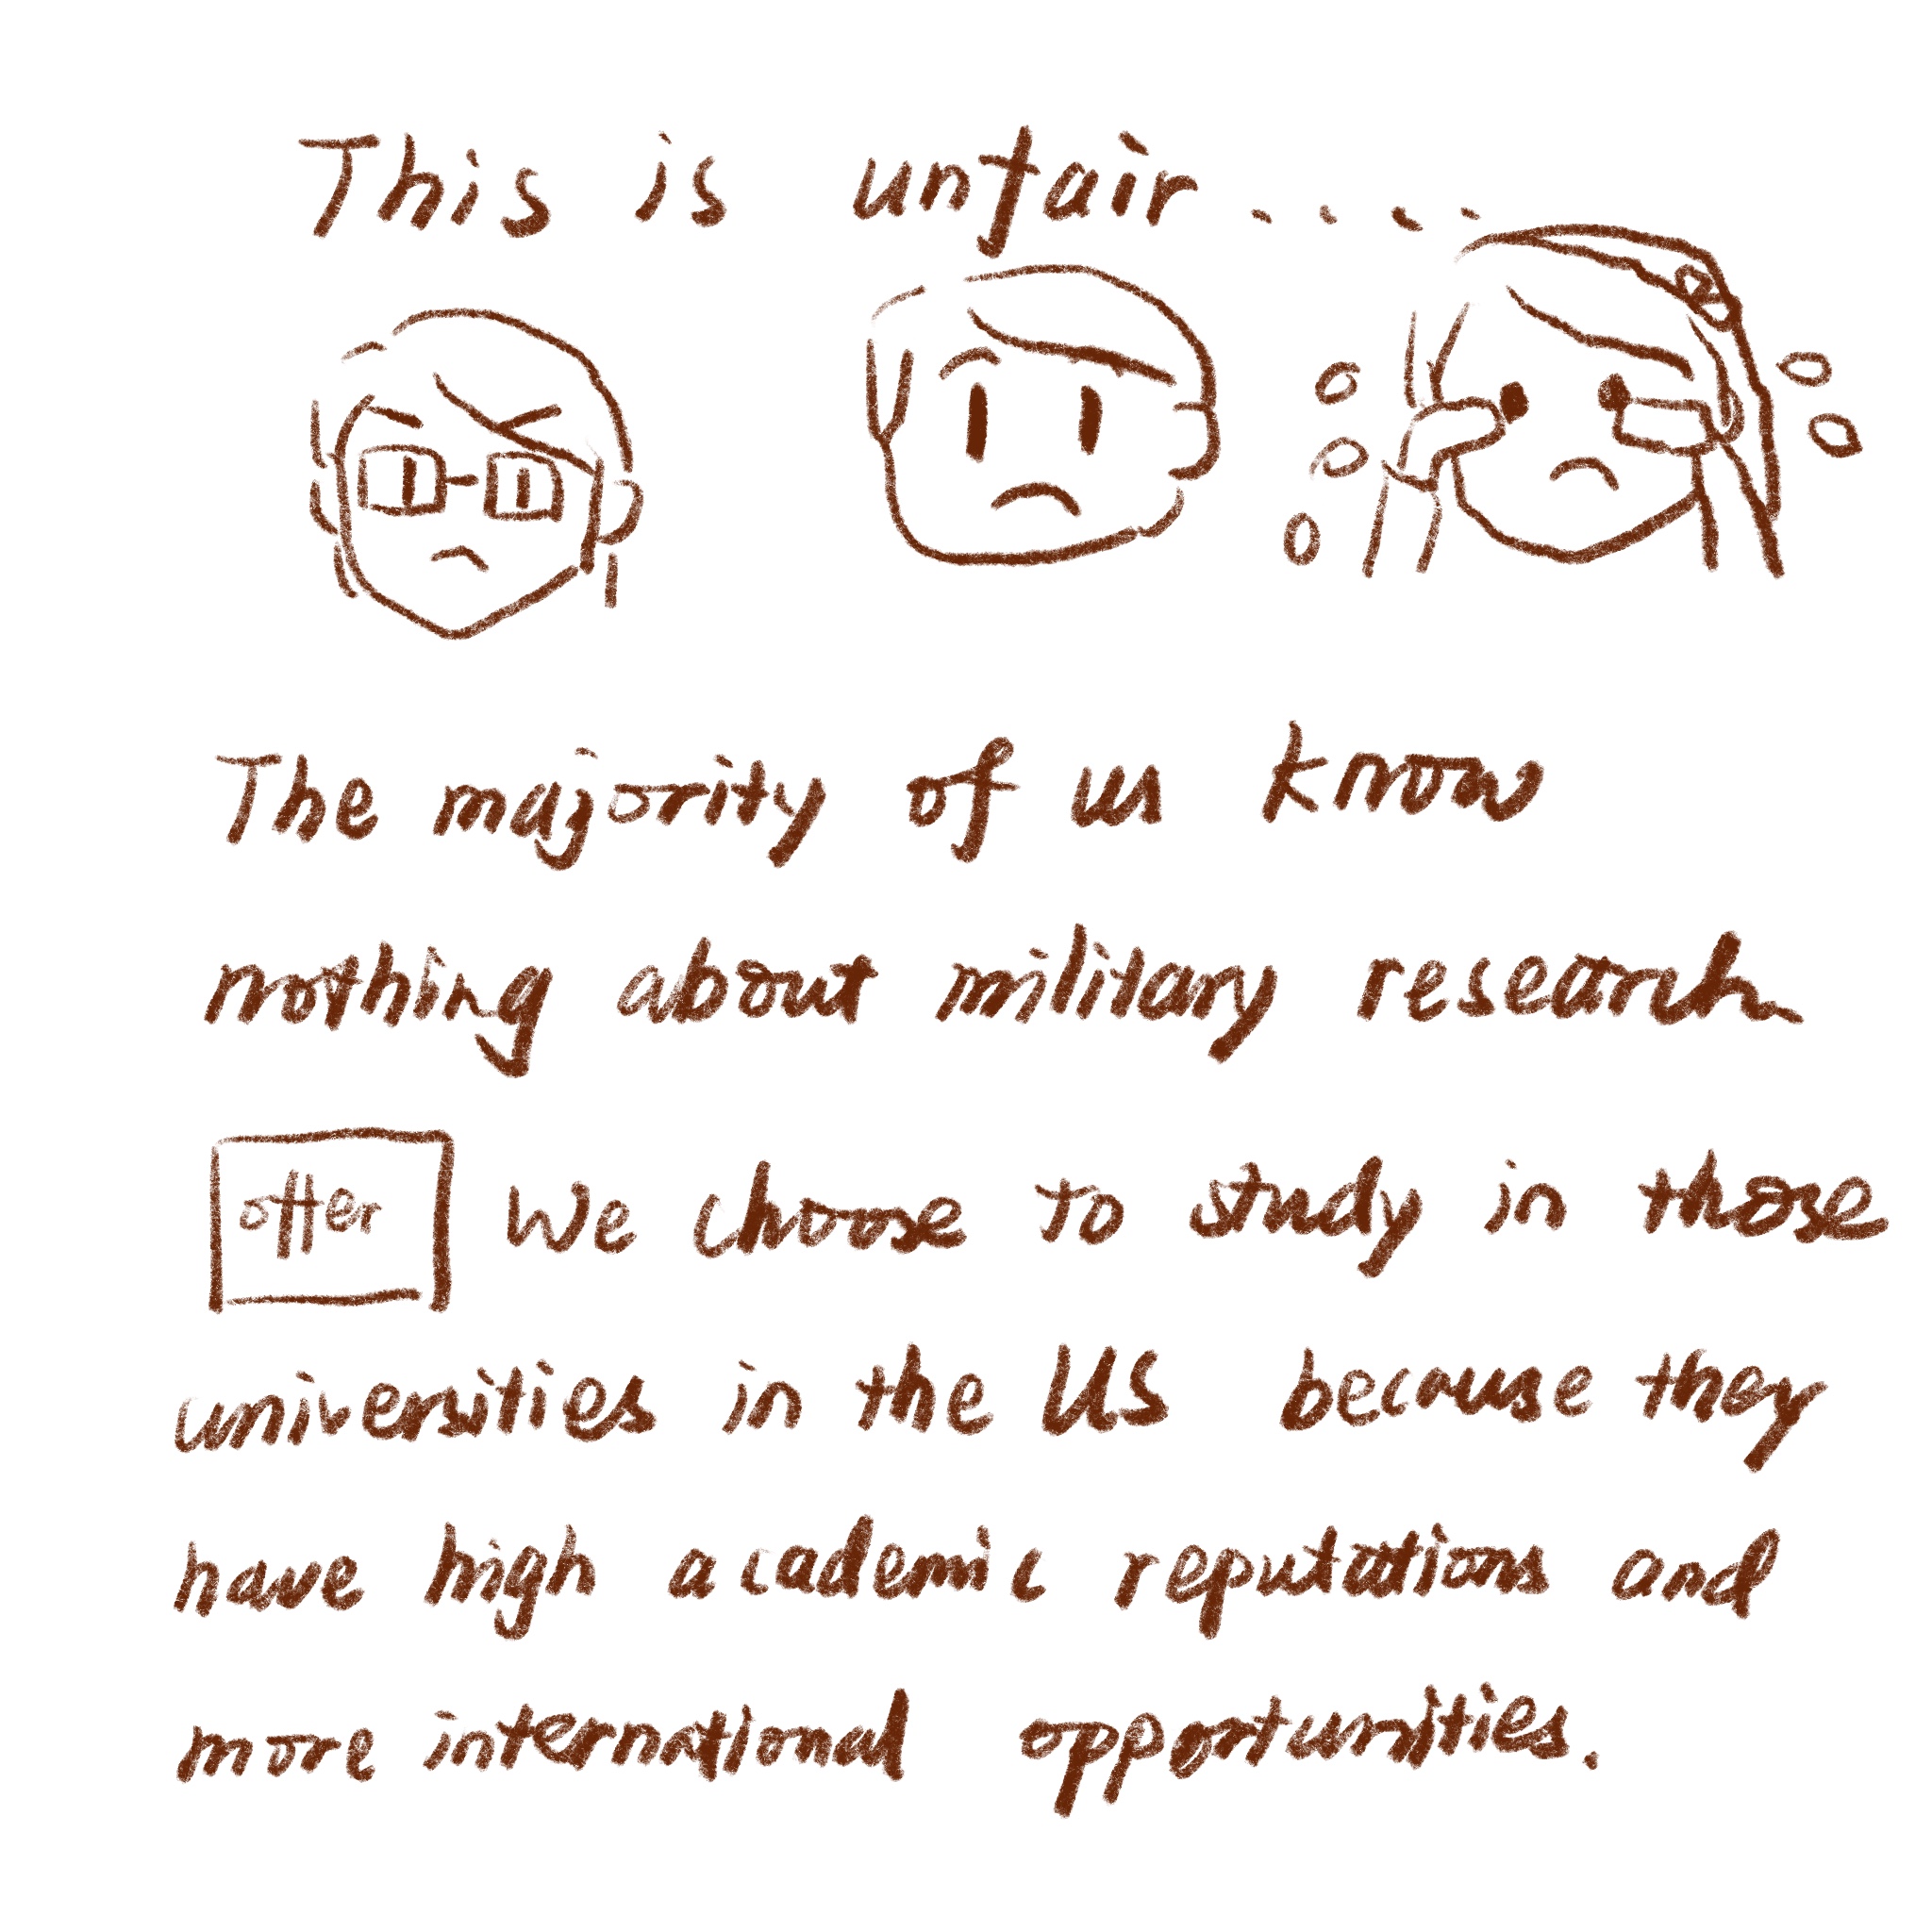 This is unfair.....
The majority of us know
nothing about military research
offer We choose to study in those
universities in the US because they
have high academic reputations and
more international opportunities.